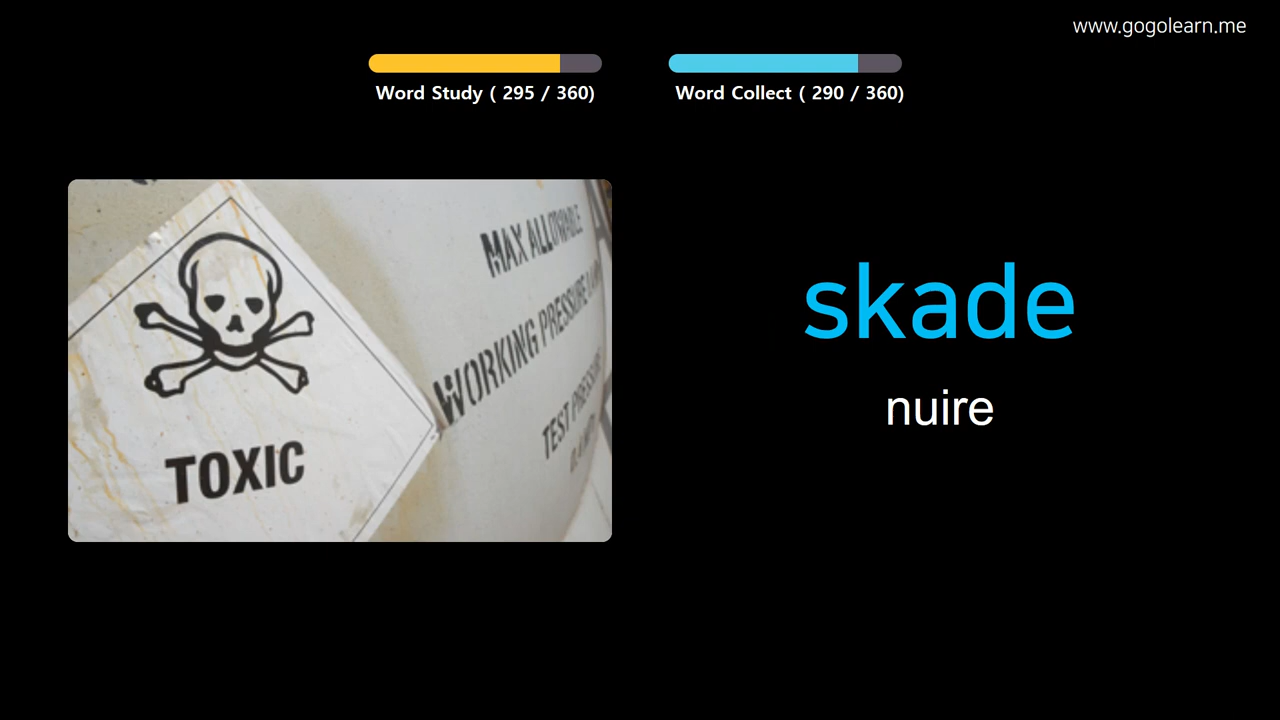 www.gogolearn.me
Word Study ( 295 / 360)
Word Collect ( 290 / 360)
MAX ALLOWABLE
WORKING PRESSURE
TEST PRESSURE
TOXIC
skade
nuire